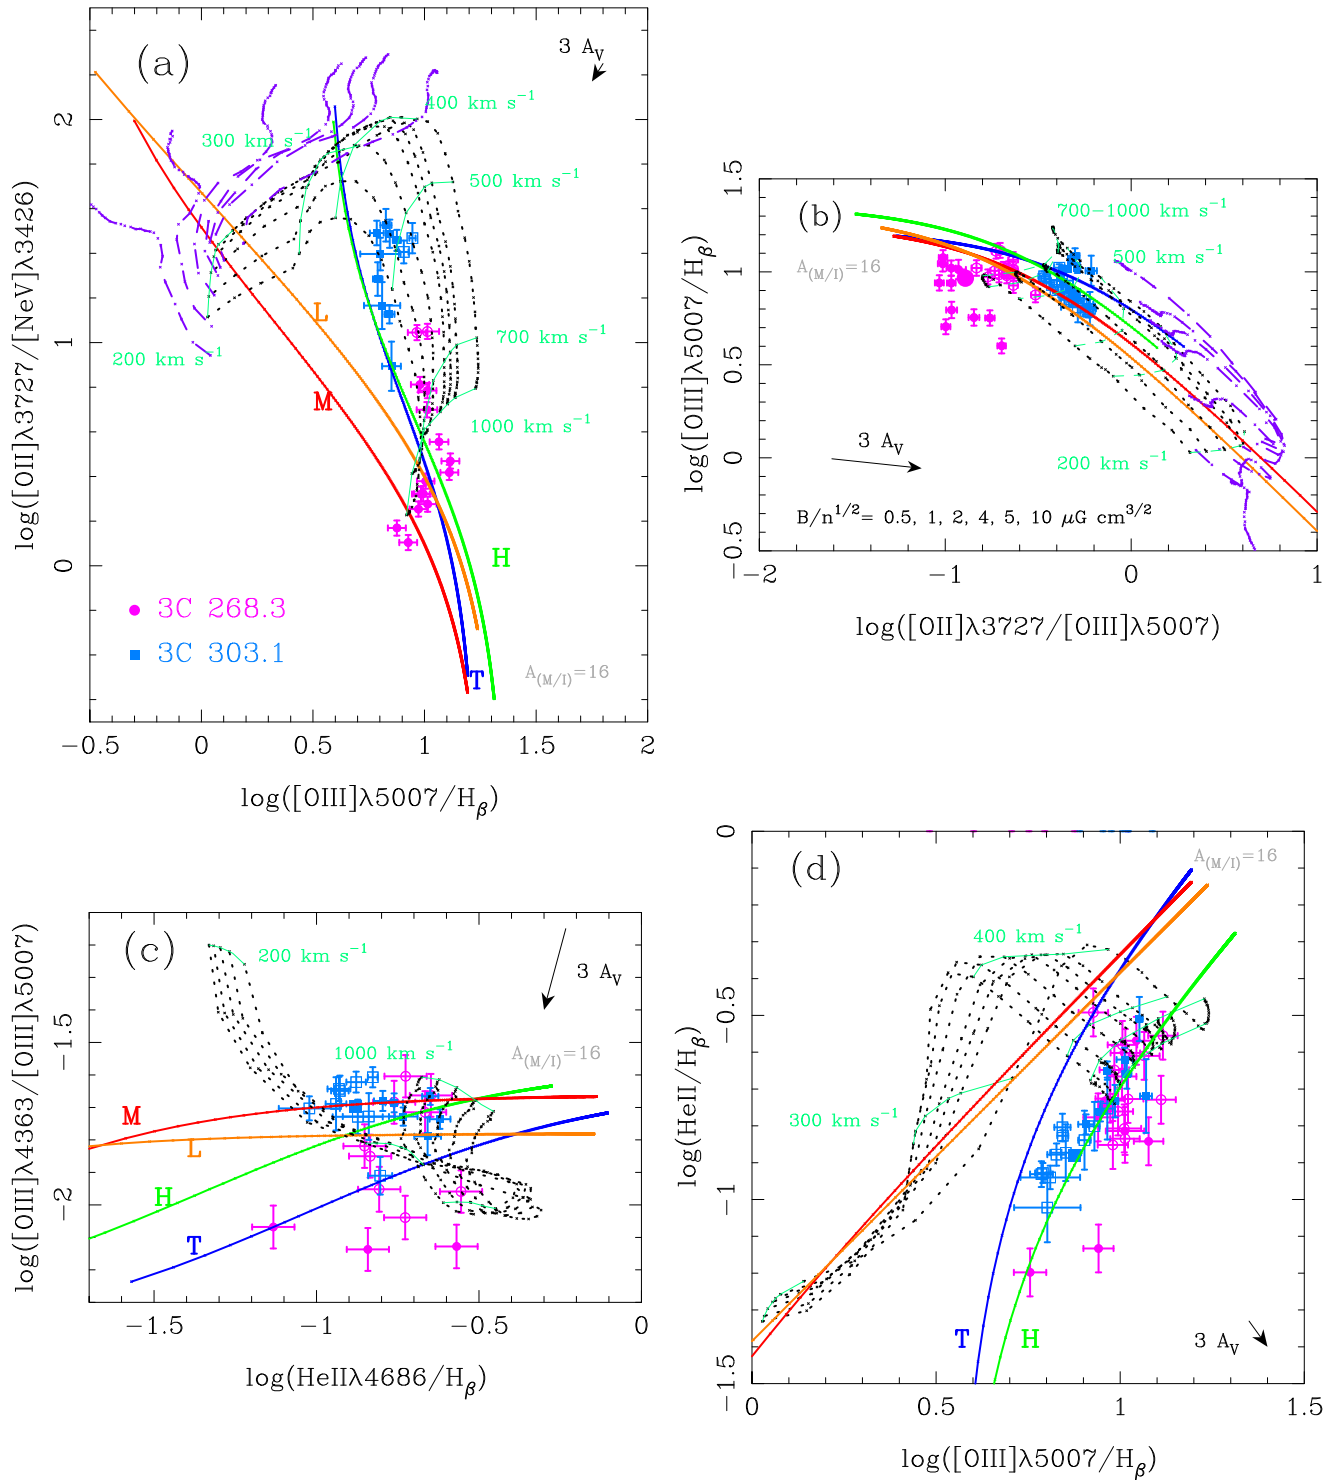 (a)
3 A_V
400 km s⁻¹
300 km s⁻¹
500 km s⁻¹
200 km s⁻¹
700 km s⁻¹
1000 km s⁻¹
L
M
H
T
3C 268.3
3C 303.1
A_(M/I)=16
2
1
0
−0.5 0 0.5 1 1.5 2
log([OII]λ3727/[NeV]λ3426)
log([OIII]λ5007/H_β)
(b)
700−1000 km s⁻¹
500 km s⁻¹
A_(M/I)=16
3 A_V
200 km s⁻¹
B/n^1/2= 0.5, 1, 2, 4, 5, 10 μG cm^3/2
1.5
1
0.5
0
0.5
−2 −1 0 1
log([OIII]λ5007/H_β)
log([OII]λ3727/[OIII]λ5007)
(c)
200 km s⁻¹
3 A_V
1000 km s⁻¹
A_(M/I)=16
M
L
H
T
−1.5
−2
−1.5 −1 −0.5 0
log([OIII]λ4363/[OIII]λ5007)
log(HeIIλ4686/H_β)
(d)
A_(M/I)=16
400 km s⁻¹
300 km s⁻¹
T
H
3 A_V
0
−0.5
−1
−1.5
0 0.5 1 1.5
log(HeII/H_β)
log([OIII]λ5007/H_β)